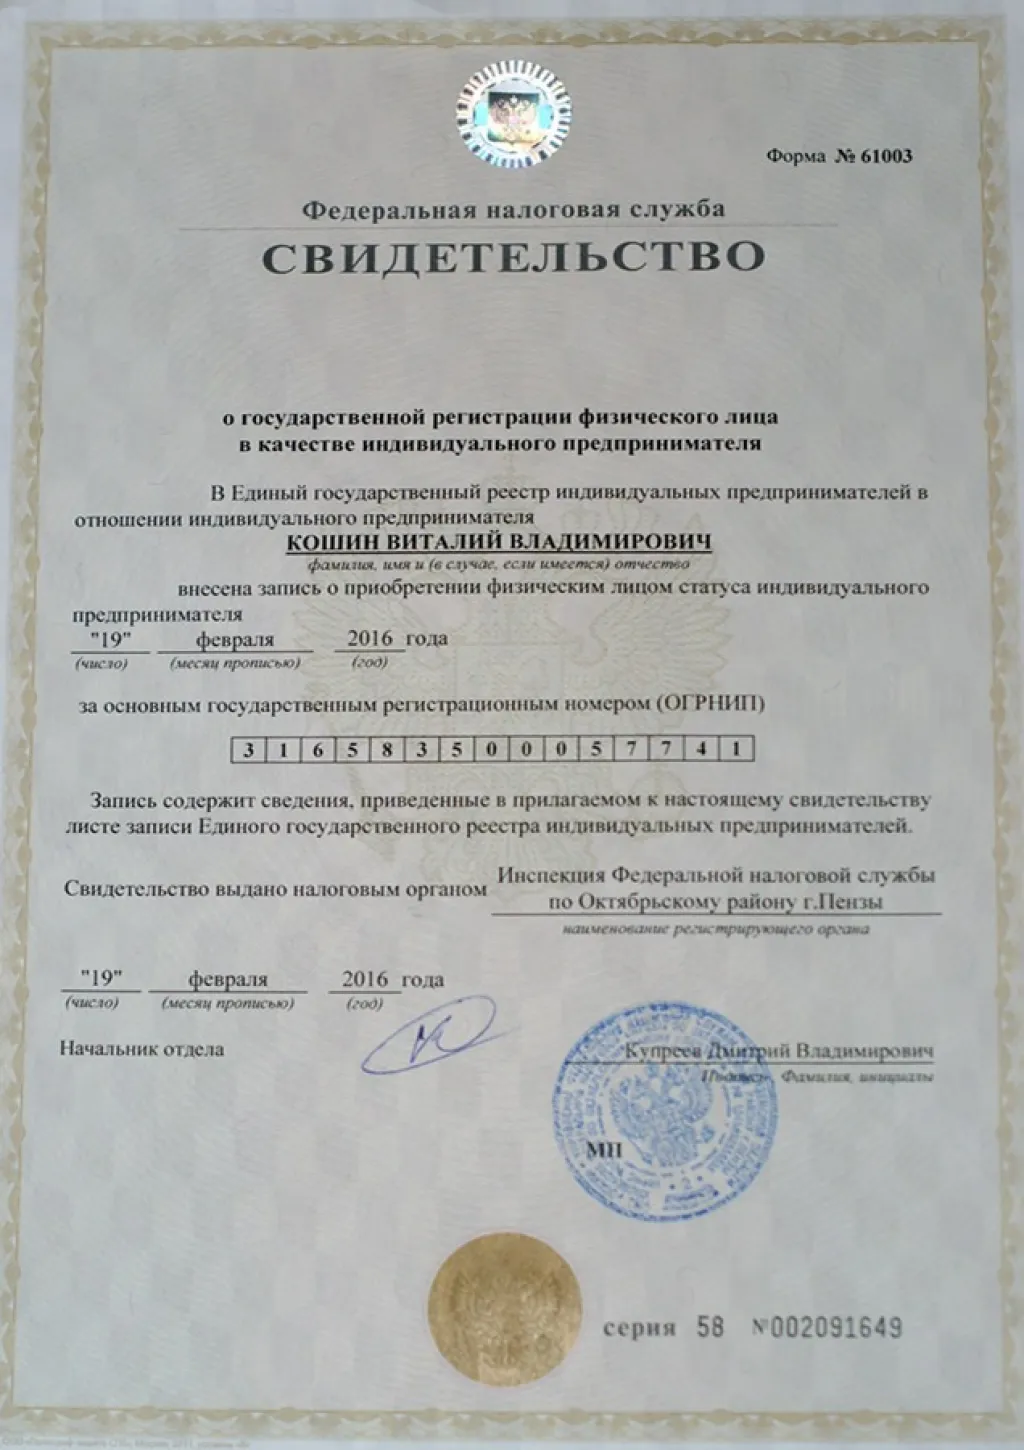 Форма № 61003
Федеральная налоговая служба
СВИДЕТЕЛЬСТВО
о государственной регистрации физического лица
в качестве индивидуального предпринимателя
В Единый государственный реестр индивидуальных предпринимателей в
отношении индивидуального предпринимателя
КОШИН ВИТАЛИЙ ВЛАДИМИРОВИЧ
фамилия, имя и (в случае, если имеется) отчество
внесена запись о приобретении физическим лицом статуса индивидуального
предпринимателя
"19" февраля 2016 года
(число) (месяц прописью) (год)
за основным государственным регистрационным номером (ОГРНИП)
3 1 6 5 8 3 5 0 0 0 5 7 7 4 1
Запись содержит сведения, приведенные в прилагаемом к настоящему свидетельству
листе записи Единого государственного реестра индивидуальных предпринимателей.
Свидетельство выдано налоговым органом
Инспекция Федеральной налоговой службы
по Октябрьскому району г.Пензы
наименование регистрирующего органа
"19" февраля 2016 года
(число) (месяц прописью) (год)
Начальник отдела
Купреев Дмитрий Владимирович
Подпись, Фамилия, инициалы
МП
серия 58 №002091649